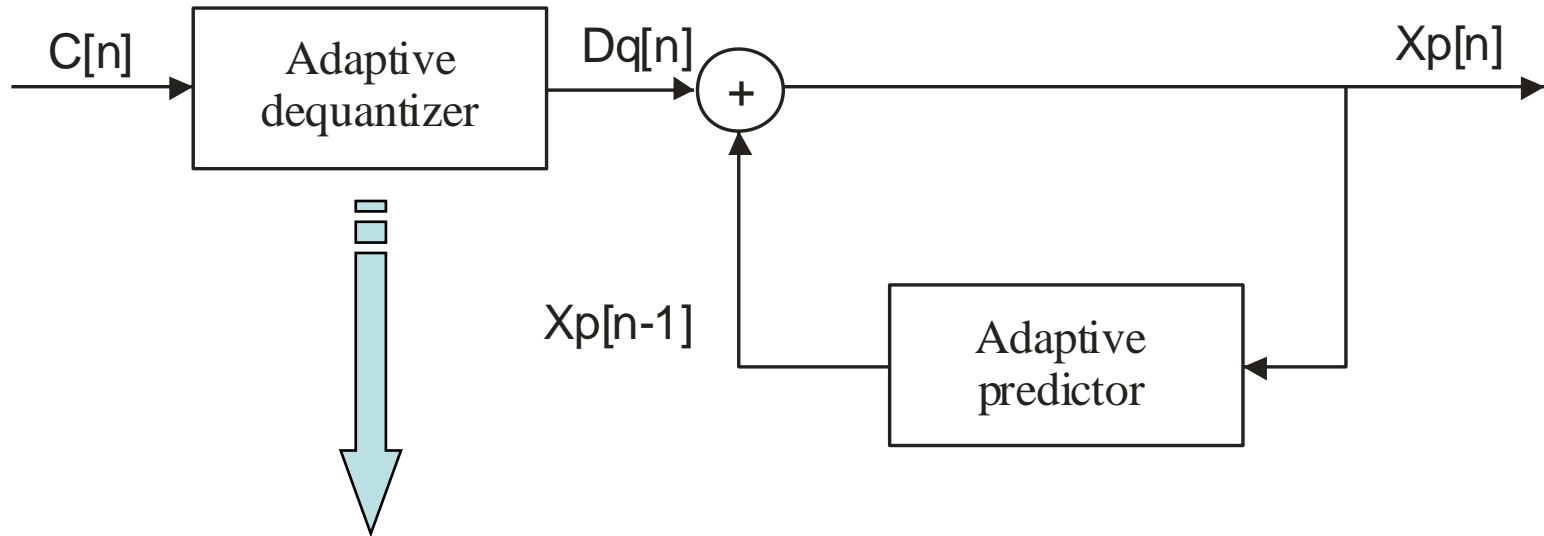 C[n]
Adaptive
dequantizer
Dq[n]
+
Xp[n]
Xp[n-1]
Adaptive
predictor